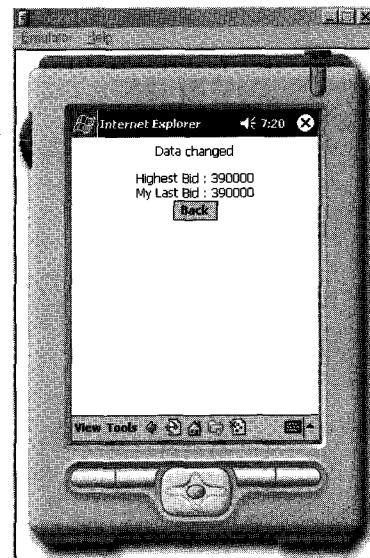 Emulator Help
Internet Explorer 7:20
Data changed
Highest Bid : 390000
My Last Bid : 390000
Back
View Tools